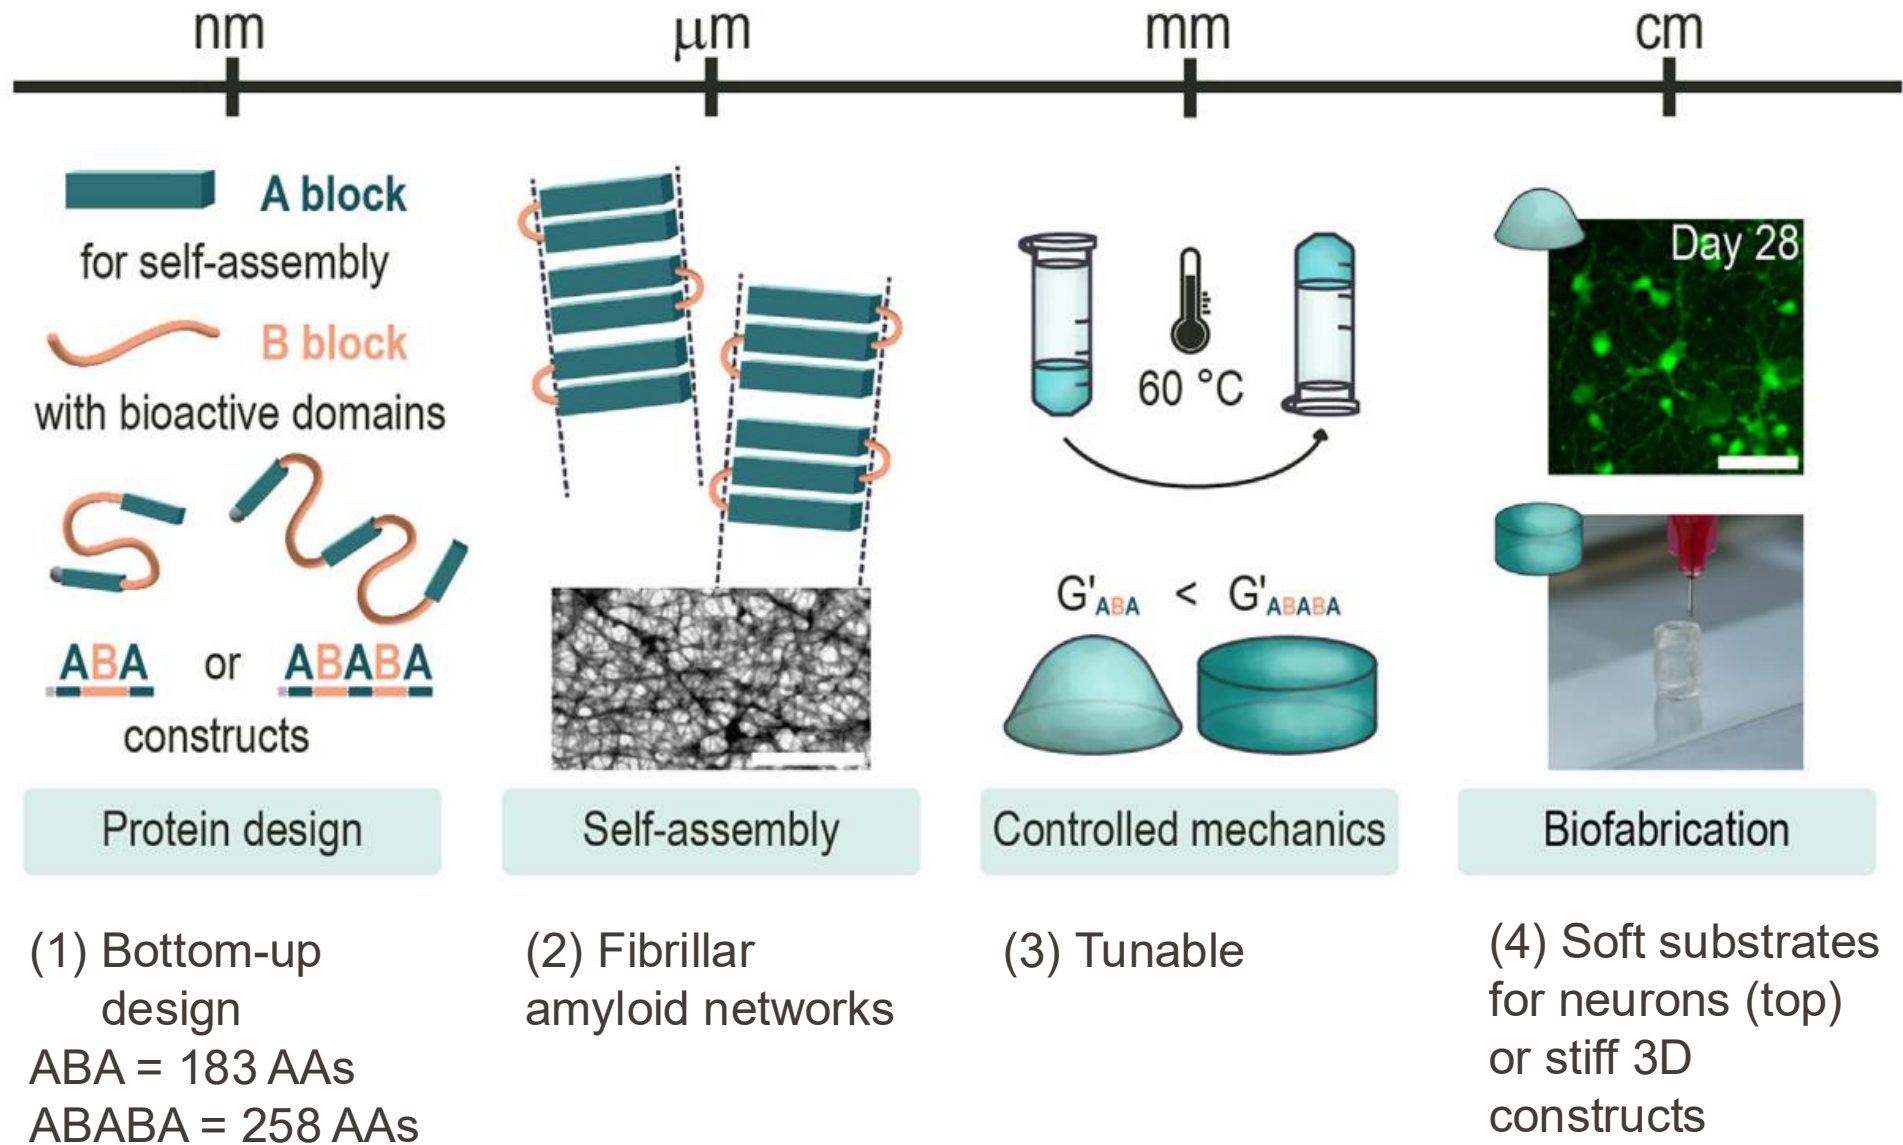 nm
μm
mm
cm
A block
for self-assembly
B block
with bioactive domains
ABA or ABABA
constructs
60 °C
G'ABA < G'ABABA
Day 28
Protein design
Self-assembly
Controlled mechanics
Biofabrication
(1) Bottom-up
design
ABA = 183 AAs
ABABA = 258 AAs
(2) Fibrillar
amyloid networks
(3) Tunable
(4) Soft substrates
for neurons (top)
or stiff 3D
constructs